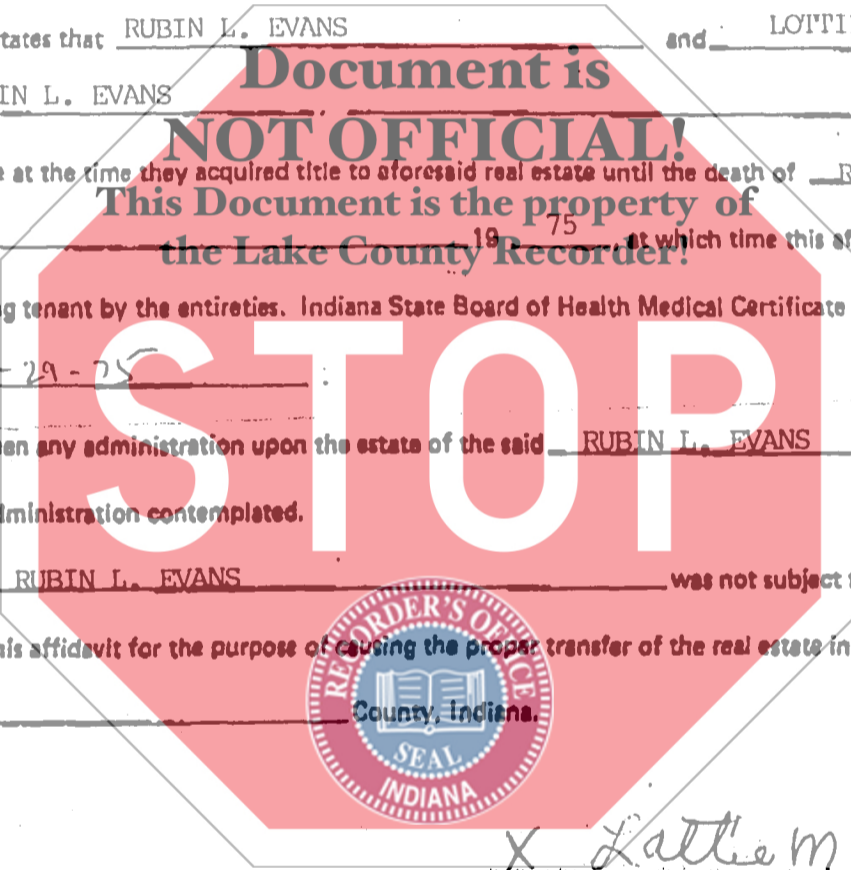 tates that RUBIN L. EVANS and LOTTI
Document is
IN L. EVANS
NOT OFFICIAL!
e at the time they acquired title to aforesaid real estate until the death of R
This Document is the property of
19 75, at which time this af
the Lake County Recorder!
g tenant by the entireties. Indiana State Board of Health Medical Certificate
STOP
- 29 - 75
en any administration upon the estate of the said RUBIN L. EVANS
dministration contemplated.
RUBIN L. EVANS was not subject
is affidavit for the purpose of causing the proper transfer of the real estate in
RECORDER'S OFFICE
County, Indiana.
SEAL
INDIANA
X Lottie M